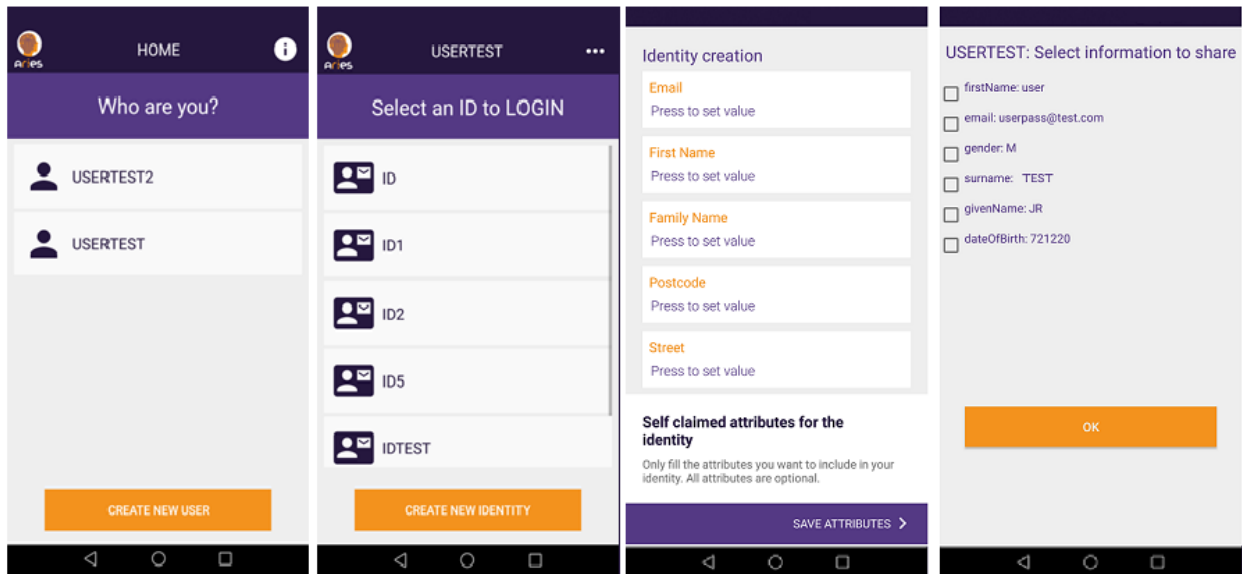 Aries
HOME
i
Who are you?
USERTEST2
USERTEST
CREATE NEW USER
Aries
USERTEST
Select an ID to LOGIN
ID
ID1
ID2
ID5
IDTEST
CREATE NEW IDENTITY
Identity creation
Email
Press to set value
First Name
Press to set value
Family Name
Press to set value
Postcode
Press to set value
Street
Press to set value
Self claimed attributes for the
identity
Only fill the attributes you want to include in your
identity. All attributes are optional.
SAVE ATTRIBUTES
USERTEST: Select information to share
firstName: user
email: userpass@test.com
gender: M
surname: TEST
givenName: JR
dateOfBirth: 721220
OK